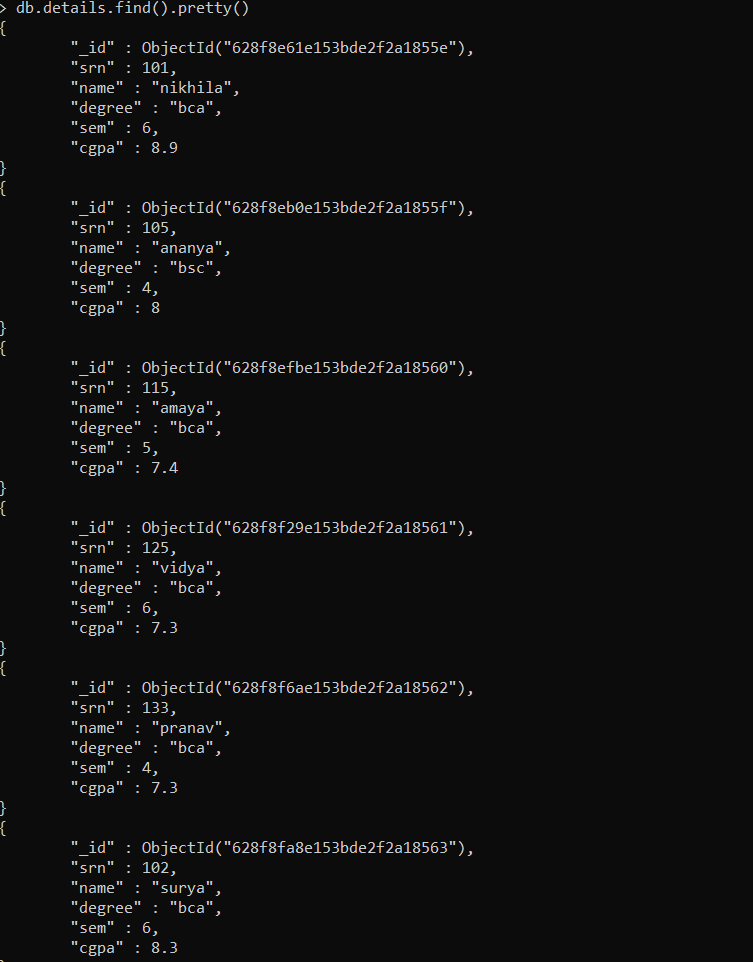 > db.details.find().pretty()
{
"_id" : ObjectId("628f8e61e153bde2f2a1855e"),
"srn" : 101,
"name" : "nikhila",
"degree" : "bca",
"sem" : 6,
"cgpa" : 8.9
}
{
"_id" : ObjectId("628f8eb0e153bde2f2a1855f"),
"srn" : 105,
"name" : "ananya",
"degree" : "bsc",
"sem" : 4,
"cgpa" : 8
}
{
"_id" : ObjectId("628f8efbe153bde2f2a18560"),
"srn" : 115,
"name" : "amaya",
"degree" : "bca",
"sem" : 5,
"cgpa" : 7.4
}
{
"_id" : ObjectId("628f8f29e153bde2f2a18561"),
"srn" : 125,
"name" : "vidya",
"degree" : "bca",
"sem" : 6,
"cgpa" : 7.3
}
{
"_id" : ObjectId("628f8f6ae153bde2f2a18562"),
"srn" : 133,
"name" : "pranav",
"degree" : "bca",
"sem" : 4,
"cgpa" : 7.3
}
{
"_id" : ObjectId("628f8fa8e153bde2f2a18563"),
"srn" : 102,
"name" : "surya",
"degree" : "bca",
"sem" : 6,
"cgpa" : 8.3